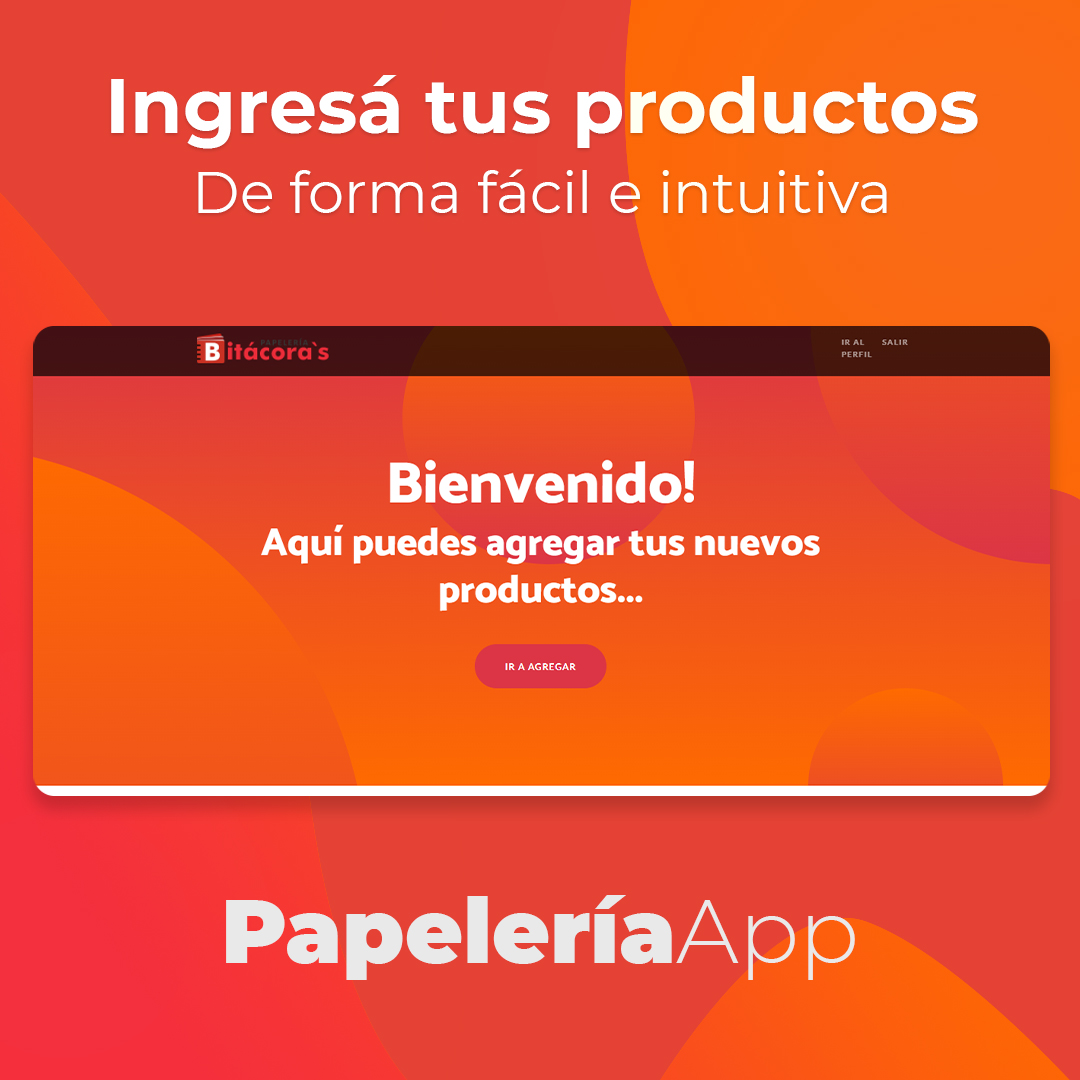 Ingresá tus productos
De forma fácil e intuitiva
PAPELERÍA
Bitácora`s
IR AL PERFIL
SALIR
Bienvenido!
Aquí puedes agregar tus nuevos
productos...
IR A AGREGAR
PapeleríaApp